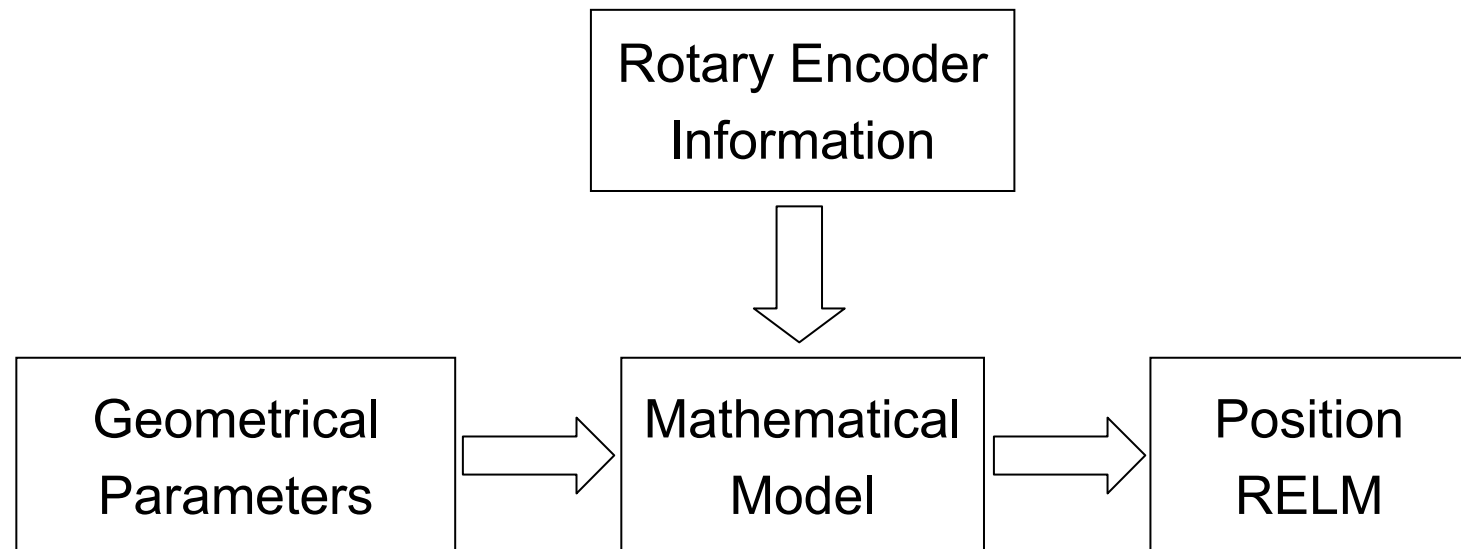 Rotary Encoder
Information
Geometrical
Parameters
Mathematical
Model
Position
RELM